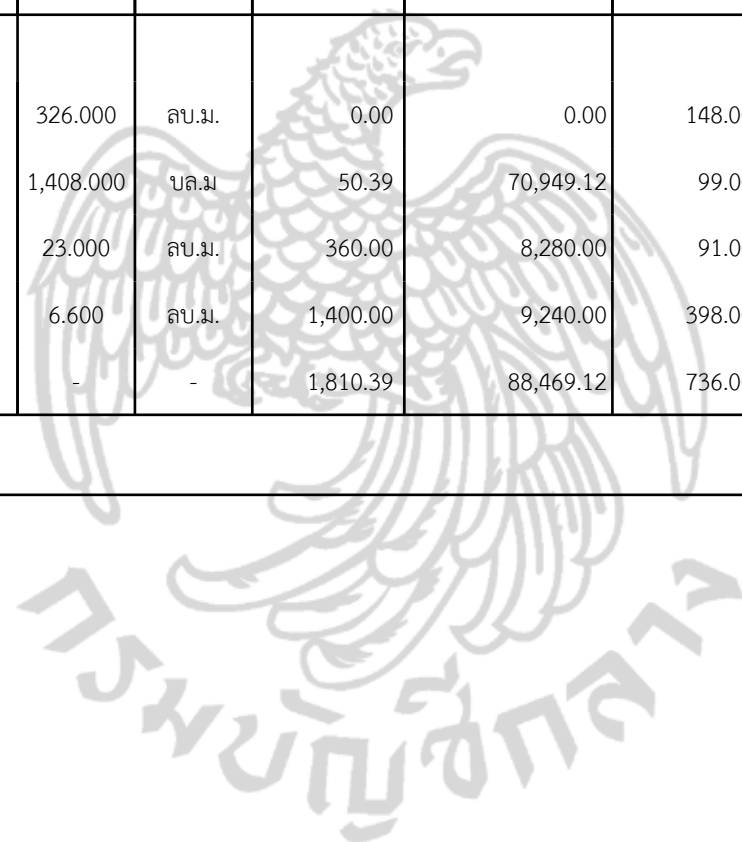 326.000 ลบ.ม. 0.00 0.00 148.0
1,408.000 บล.ม 50.39 70,949.12 99.0
23.000 ลบ.ม. 360.00 8,280.00 91.0
6.600 ลบ.ม. 1,400.00 9,240.00 398.0
- - 1,810.39 88,469.12 736.0
กรมบัญชีกลาง